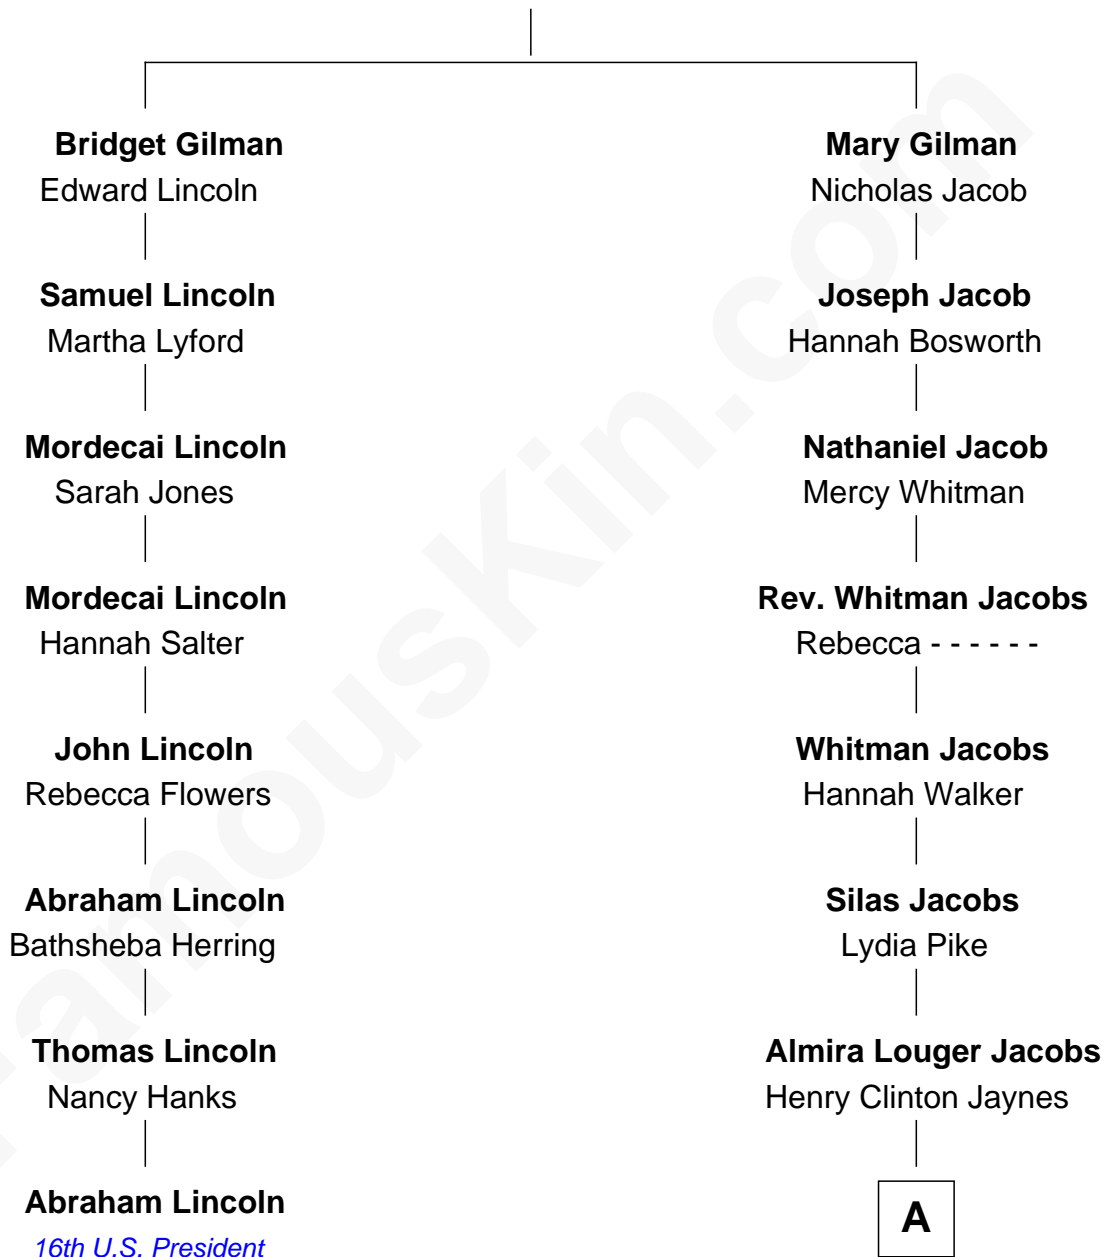 Bridget Gilman
Edward Lincoln
Mary Gilman
Nicholas Jacob
Samuel Lincoln
Martha Lyford
Joseph Jacob
Hannah Bosworth
Mordecai Lincoln
Sarah Jones
Nathaniel Jacob
Mercy Whitman
Mordecai Lincoln
Hannah Salter
Rev. Whitman Jacobs
Rebecca - - - - - -
John Lincoln
Rebecca Flowers
Whitman Jacobs
Hannah Walker
Abraham Lincoln
Bathsheba Herring
Silas Jacobs
Lydia Pike
Thomas Lincoln
Nancy Hanks
Almira Louger Jacobs
Henry Clinton Jaynes
Abraham Lincoln
16th U.S. President
A
FamousKin.com